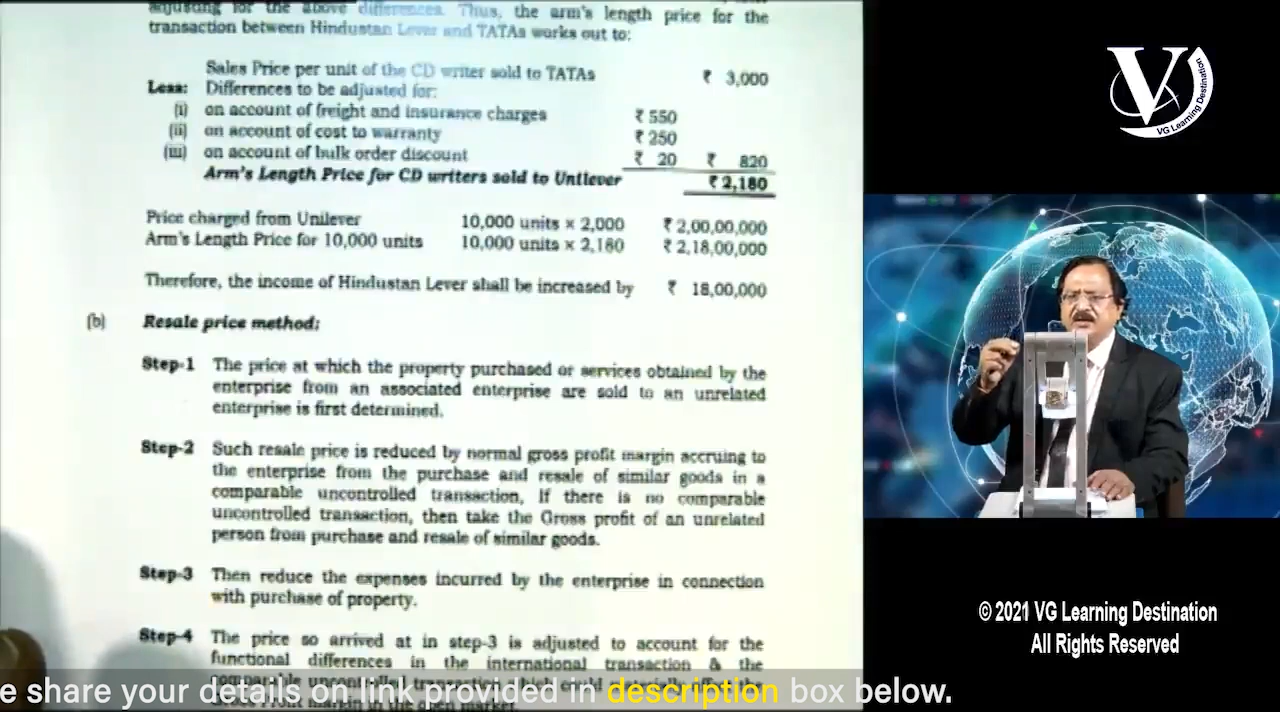 adjusting for the above differences. Thus, the arm's length price for the
transaction between Hindustan Lever and TATAs works out to:
Sales Price per unit of the CD writer sold to TATAs ₹ 3,000
Less: Differences to be adjusted for:
(i) on account of freight and insurance charges ₹ 550
(ii) on account of cost to warranty ₹ 250
(iii) on account of bulk order discount ₹ 20 ₹ 820
Arm's Length Price for CD writers sold to Unilever ₹ 2,180
Price charged from Unilever 10,000 units × 2,000 ₹ 2,00,00,000
Arm's Length Price for 10,000 units 10,000 units × 2,180 ₹ 2,18,00,000
Therefore, the income of Hindustan Lever shall be increased by ₹ 18,00,000
(b) Resale price method:
Step-1 The price at which the property purchased or services obtained by the
enterprise from an associated enterprise are sold to an unrelated
enterprise is first determined.
Step-2 Such resale price is reduced by normal gross profit margin accruing to
the enterprise from the purchase and resale of similar goods in a
comparable uncontrolled transaction, If there is no comparable
uncontrolled transaction, then take the Gross profit of an unrelated
person from purchase and resale of similar goods.
Step-3 Then reduce the expenses incurred by the enterprise in connection
with purchase of property.
Step-4 The price so arrived at in step-3 is adjusted to account for the
functional differences in the international transaction & the
e share your details on link provided in description box below.
V
VG Learning Destination
© 2021 VG Learning Destination
All Rights Reserved